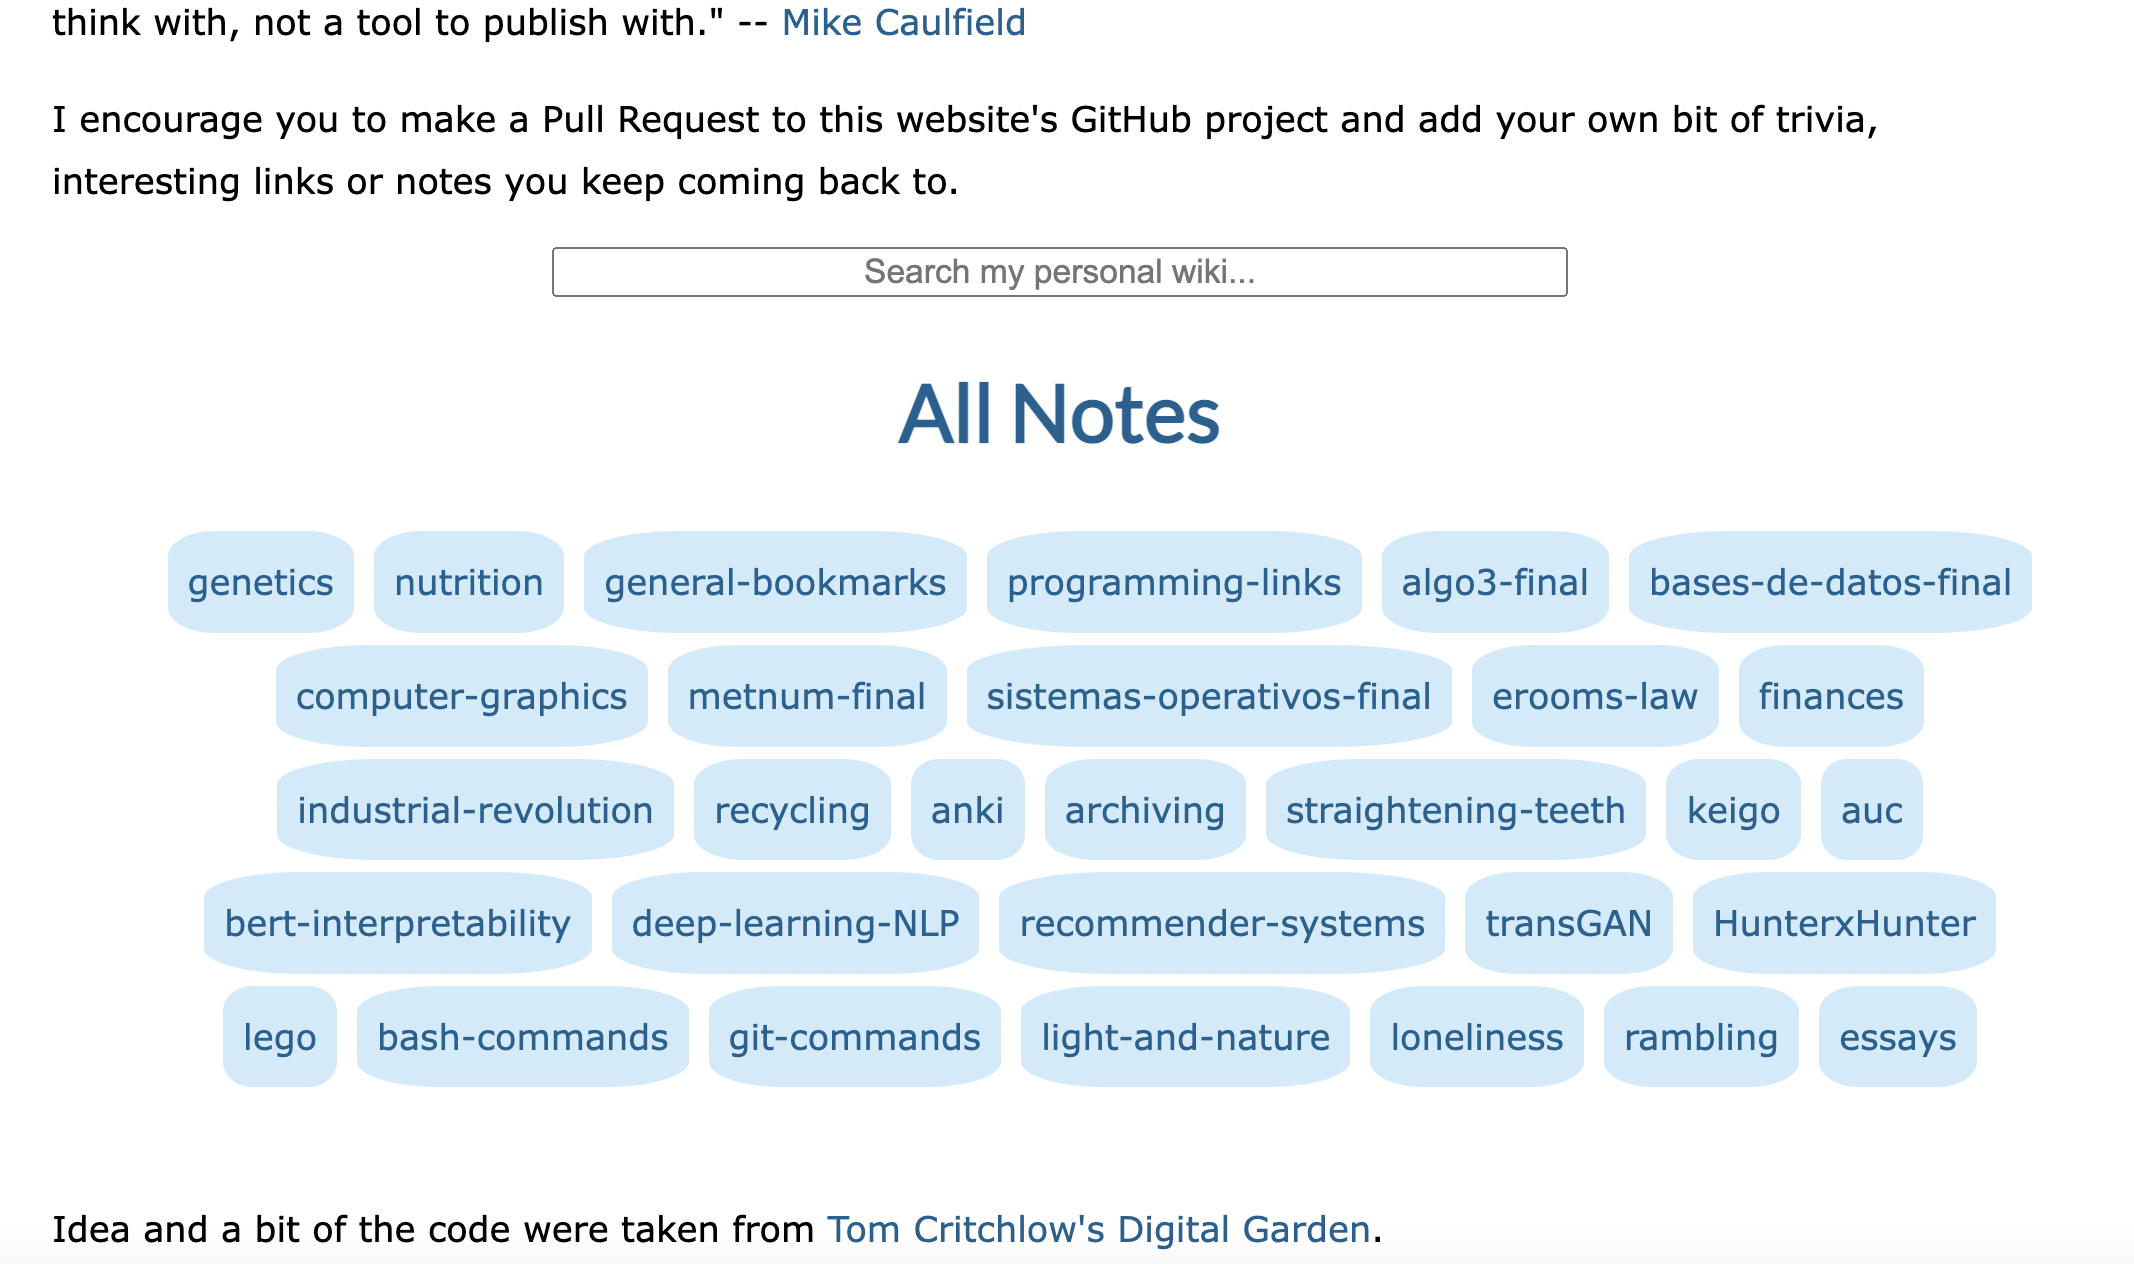 think with, not a tool to publish with." -- Mike Caulfield
I encourage you to make a Pull Request to this website's GitHub project and add your own bit of trivia,
interesting links or notes you keep coming back to.
Search my personal wiki...
All Notes
genetics nutrition general-bookmarks programming-links algo3-final bases-de-datos-final
computer-graphics metnum-final sistemas-operativos-final erooms-law finances
industrial-revolution recycling anki archiving straightening-teeth keigo auc
bert-interpretability deep-learning-NLP recommender-systems transGAN HunterxHunter
lego bash-commands git-commands light-and-nature loneliness rambling essays
Idea and a bit of the code were taken from Tom Critchlow's Digital Garden.